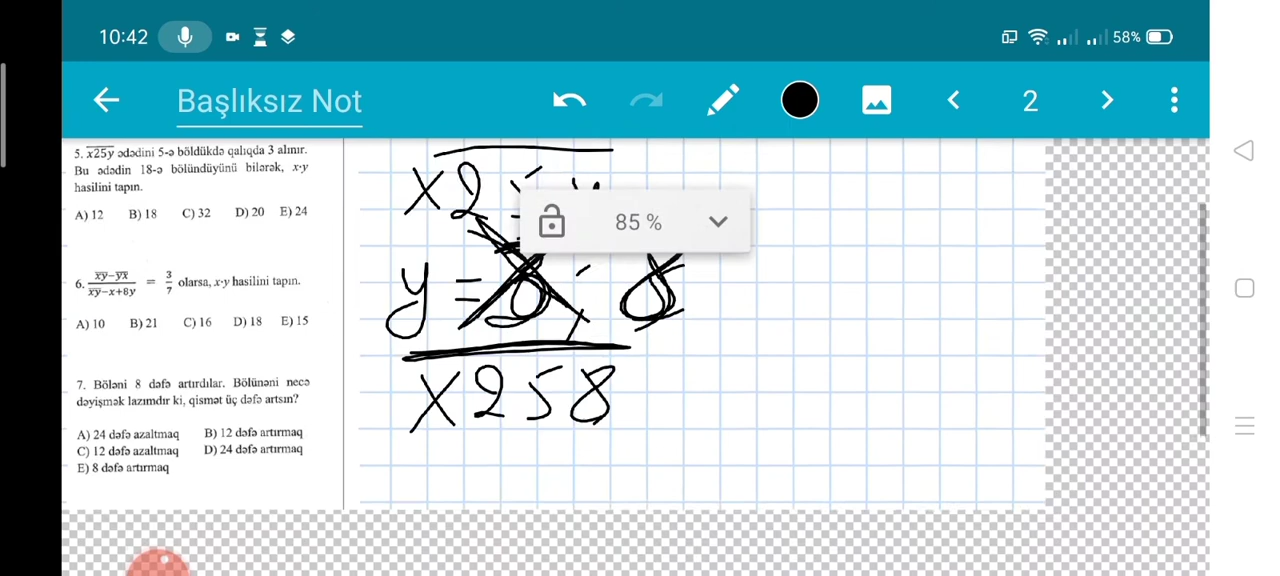 10:42
58%
Başlıksız Not
2
5. x25y ədədini 5-ə böldükdə qalıqda 3 alınır.
Bu ədədin 18-ə bölündüyünü bilərək, x·y
hasilini tapın.
A) 12 B) 18 C) 32 D) 20 E) 24
6. xy−yx / xy−x+8y = 3/7 olarsa, x·y hasilini tapın.
A) 10 B) 21 C) 16 D) 18 E) 15
7. Böləni 8 dəfə artırdılar. Bölünəni necə
dəyişmək lazımdır ki, qismət üç dəfə artsın?
A) 24 dəfə azaltmaq B) 12 dəfə artırmaq
C) 12 dəfə azaltmaq D) 24 dəfə artırmaq
E) 8 dəfə artırmaq
x2
85 %
y = 3; 8
x258